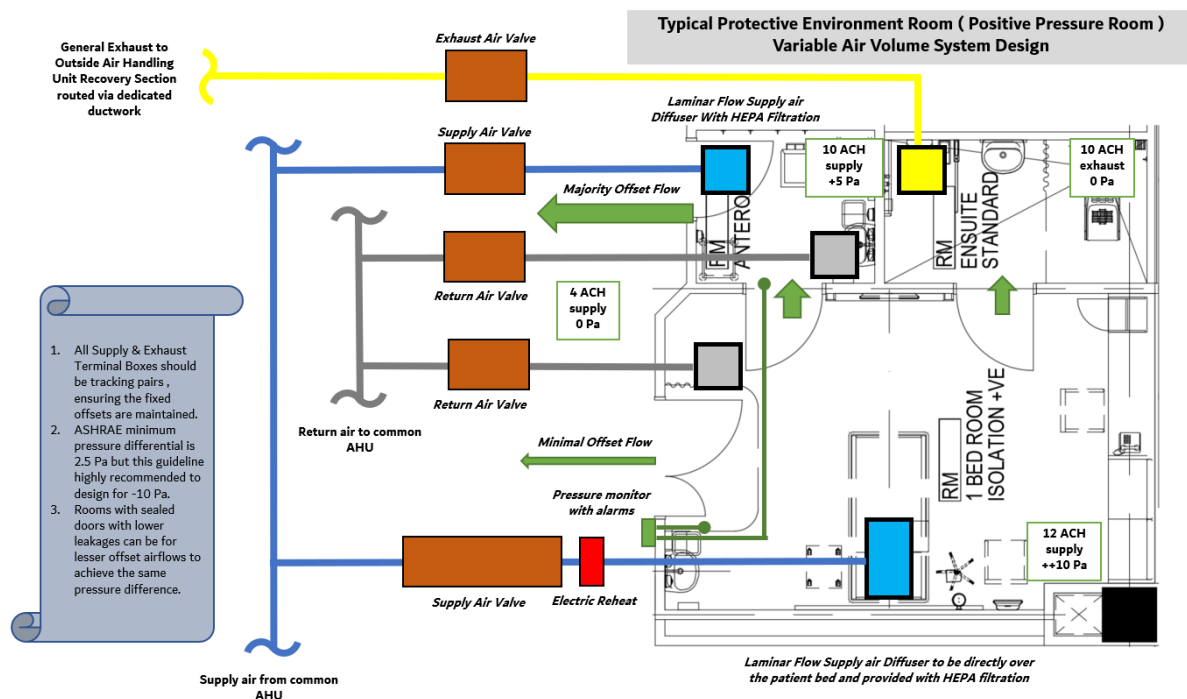 Typical Protective Environment Room ( Positive Pressure Room )
Variable Air Volume System Design
General Exhaust to
Outside Air Handling
Unit Recovery Section
routed via dedicated
ductwork
Exhaust Air Valve
Supply Air Valve
Laminar Flow Supply air
Diffuser With HEPA Filtration
10 ACH
supply
+5 Pa
10 ACH
exhaust
0 Pa
Majority Offset Flow
RM
ANTERO
RM
ENSUITE
STANDARD
Return Air Valve
4 ACH
supply
0 Pa
1. All Supply & Exhaust
Terminal Boxes should
be tracking pairs ,
ensuring the fixed
offsets are maintained.
2. ASHRAE minimum
pressure differential is
2.5 Pa but this guideline
highly recommended to
design for -10 Pa.
3. Rooms with sealed
doors with lower
leakages can be for
lesser offset airflows to
achieve the same
pressure difference.
Return Air Valve
Return air to common
AHU
Minimal Offset Flow
RM
1 BED ROOM
ISOLATION +VE
Pressure monitor
with alarms
12 ACH
supply
++10 Pa
Supply Air Valve
Electric Reheat
Supply air from common
AHU
Laminar Flow Supply air Diffuser to be directly over
the patient bed and provided with HEPA filtration